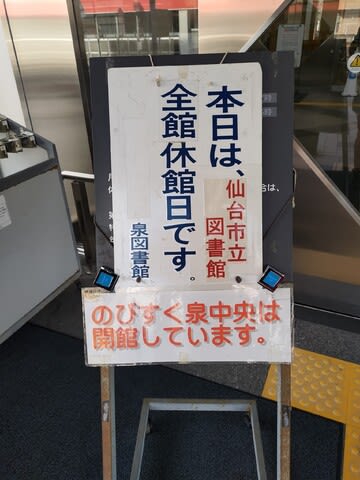 本日は、仙台市立図書館
全館休館日です。
泉図書館
のびすく泉中央は
開館しています。